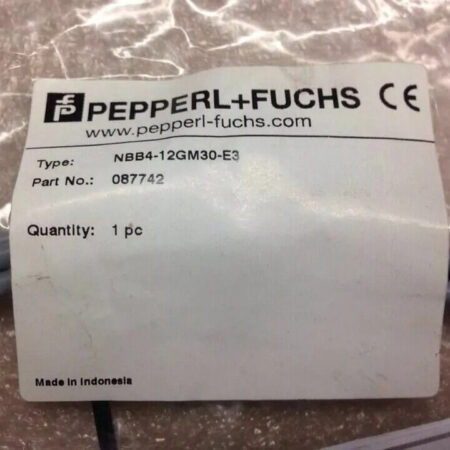 PEPPERL+FUCHS CE
www.pepperl-fuchs.com
Type: NBB4-12GM30-E3
Part No.: 087742
Quantity: 1 pc
Made in Indonesia